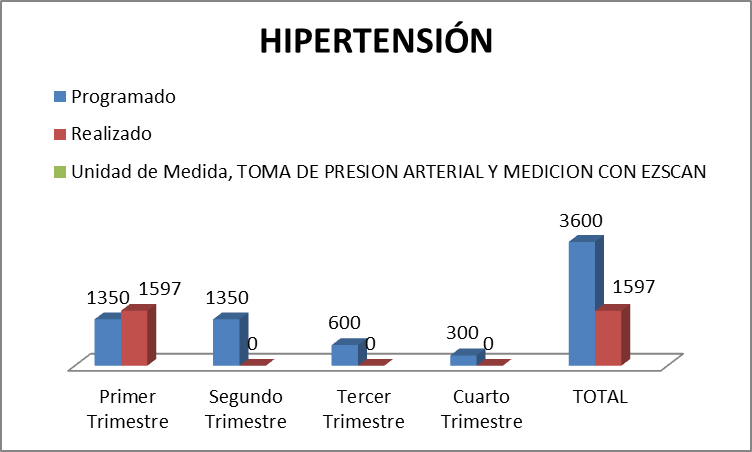 HIPERTENSIÓN
Programado
Realizado
Unidad de Medida, TOMA DE PRESION ARTERIAL Y MEDICION CON EZSCAN
1350
1597
1350
0
600
0
300
0
3600
1597
Primer
Trimestre
Segundo
Trimestre
Tercer
Trimestre
Cuarto
Trimestre
TOTAL